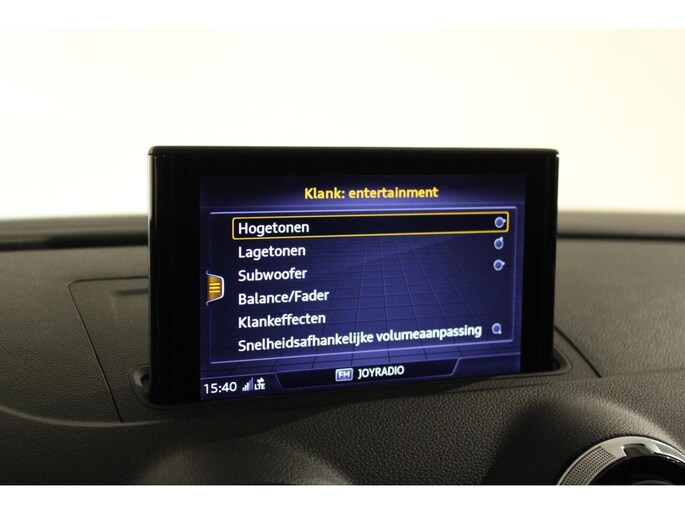 Klank: entertainment
Hogetonen
Lagetonen
Subwoofer
Balance/Fader
Klankeffecten
Snelheidsafhankelijke volumeaanpassing
15:40 LTE FM JOYRADIO